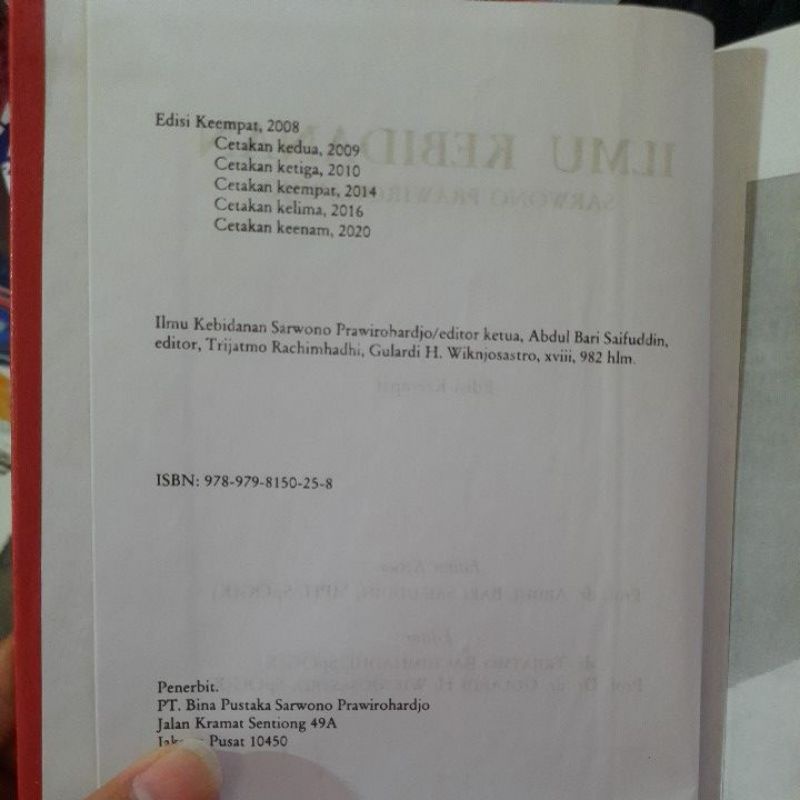 Edisi Keempat, 2008
Cetakan kedua, 2009
Cetakan ketiga, 2010
Cetakan keempat, 2014
Cetakan kelima, 2016
Cetakan keenam, 2020
Ilmu Kebidanan Sarwono Prawirohardjo/editor ketua, Abdul Bari Saifuddin,
editor, Trijatmo Rachimhadhi, Gulardi H. Wiknjosastro, xviii, 982 hlm.
ISBN: 978-979-8150-25-8
Penerbit.
PT. Bina Pustaka Sarwono Prawirohardjo
Jalan Kramat Sentiong 49A
Pusat 10450